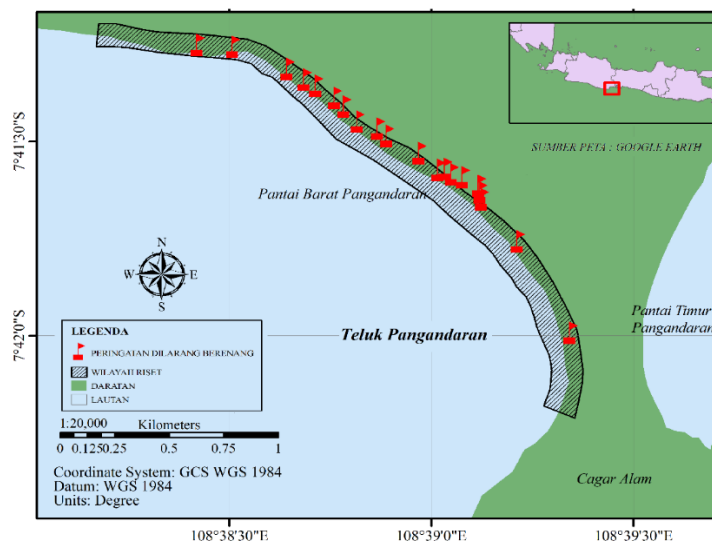 SUMBER PETA : GOOGLE EARTH
7°41'30"S
Pantai Barat Pangandaran
N
W E
S
Pantai Timur
Pangandaran
Teluk Pangandaran
7°42'0"S
LEGENDA
PERINGATAN DILARANG BERENANG
WILAYAH RISET
DARATAN
LAUTAN
1:20,000 Kilometers
0 0.1250.25 0.5 0.75 1
Coordinate System: GCS WGS 1984
Datum: WGS 1984
Units: Degree
Cagar Alam
108°38'30"E 108°39'0"E 108°39'30"E